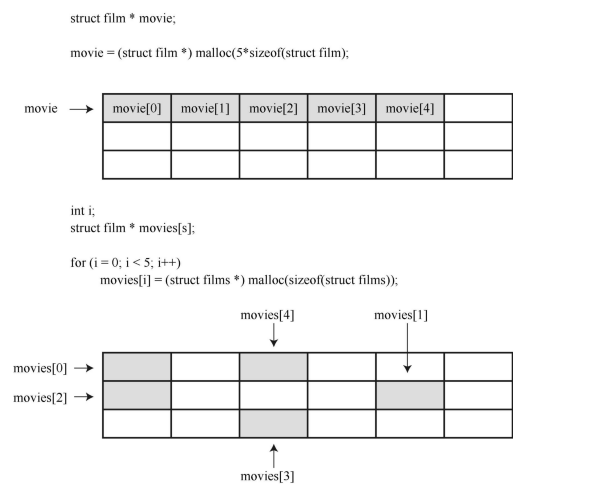 struct film * movie;
movie = (struct film *) malloc(5*sizeof(struct film);
movie
movie[0] movie[1] movie[2] movie[3] movie[4]
int i;
struct film * movies[s];
for (i = 0; i < 5; i++)
movies[i] = (struct films *) malloc(sizeof(struct films));
movies[4] movies[1]
movies[0]
movies[2]
movies[3]